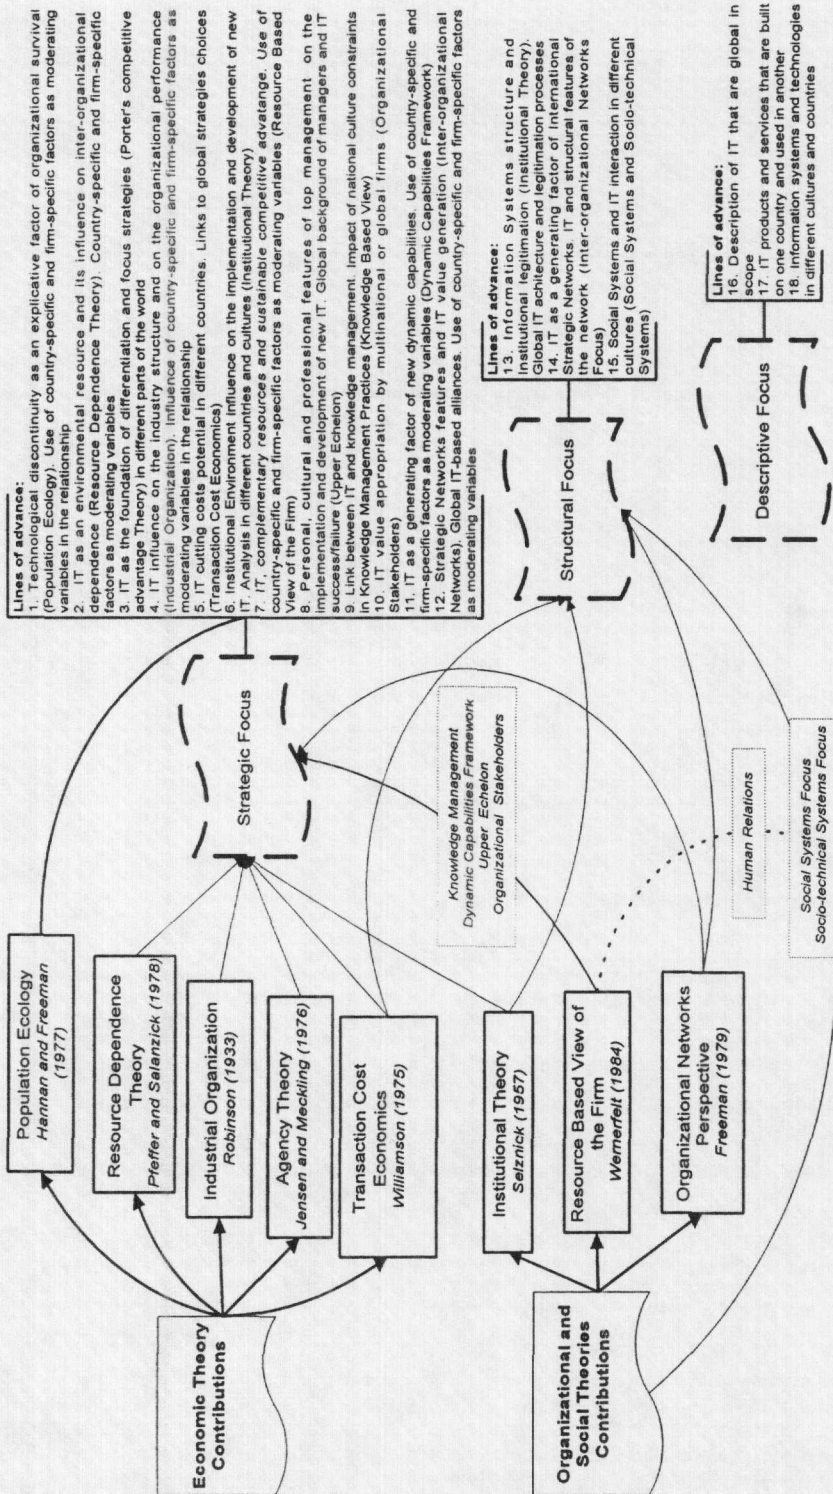 Economic Theory
Contributions
Population Ecology
Hannan and Freeman
(1977)
Resource Dependence
Theory
Pfeffer and Salanzick (1978)
Industrial Organization
Robinson (1933)
Agency Theory
Jensen and Meckling (1976)
Transaction Cost
Economics
Williamson (1975)
Organizational and
Social Theories
Contributions
Institutional Theory
Selznick (1957)
Resource Based View of
the Firm
Wernerfelt (1984)
Organizational Networks
Perspective
Freeman (1979)
Knowledge Management
Dynamic Capabilities Framework
Upper Echelon
Organizational Stakeholders
Human Relations
Social Systems Focus
Socio-technical Systems Focus
Strategic Focus
Lines of advance:
1. Technological discontinuity as an explicative factor of organizational survival
(Population Ecology). Use of country-specific and firm-specific factors as moderating
variables in the relationship
2. IT as an environmental resource and its influence on inter-organizational
dependence (Resource Dependence Theory). Country-specific and firm-specific
factors as moderating variables
3. IT as the foundation of differentiation and focus strategies (Porter's competitive
advantage Theory) in different parts of the world
4. IT influence on the industry structure and on the organizational performance
(Industrial Organization). Influence of country-specific and firm-specific factors as
moderating variables in the relationship
5. IT cutting costs potential in different countries. Links to global strategies choices
(Transaction Cost Economics)
6. Institutional Environment Influence on the implementation and development of new
IT. Analysis in different countries and cultures (Institutional Theory)
7. IT, complementary resources and sustainable competitive advatange. Use of
country-specific and firm-specific factors as moderating variables (Resource Based
View of the Firm)
8. Personal, cultural and professional features of top management on the
implementation and development of new IT. Global background of managers and IT
success/failure (Upper Echelon)
9. Link between IT and knowledge management. Impact of national culture constraints
in Knowledge Management Practices (Knowledge Based View)
10. IT value appropriation by multinational or global firms (Organizational
Stakeholders)
11. IT as a generating factor of new dynamic capabilities. Use of country-specific and
firm-specific factors as moderating variables (Dynamic Capabilities Framework)
12. Strategic Networks features and IT value generation (Inter-organizational
Networks). Global IT-based alliances. Use of country-specific and firm-specific factors
as moderating variables
Structural Focus
Lines of advance:
13. Information Systems structure and
Institutional legitimation (Institutional Theory).
Global IT achitecture and legitimation processes
14. IT as a generating factor of International
Strategic Networks. IT and structural features of
the network (Inter-organizational Networks
Focus)
15. Social Systems and IT interaction in different
cultures (Social Systems and Socio-technical
Systems)
Descriptive Focus
Lines of advance:
16. Description of IT that are global in
scope
17. IT products and services that are built
on one country and used in another
18. Information systems and technologies
in different cultures and countries